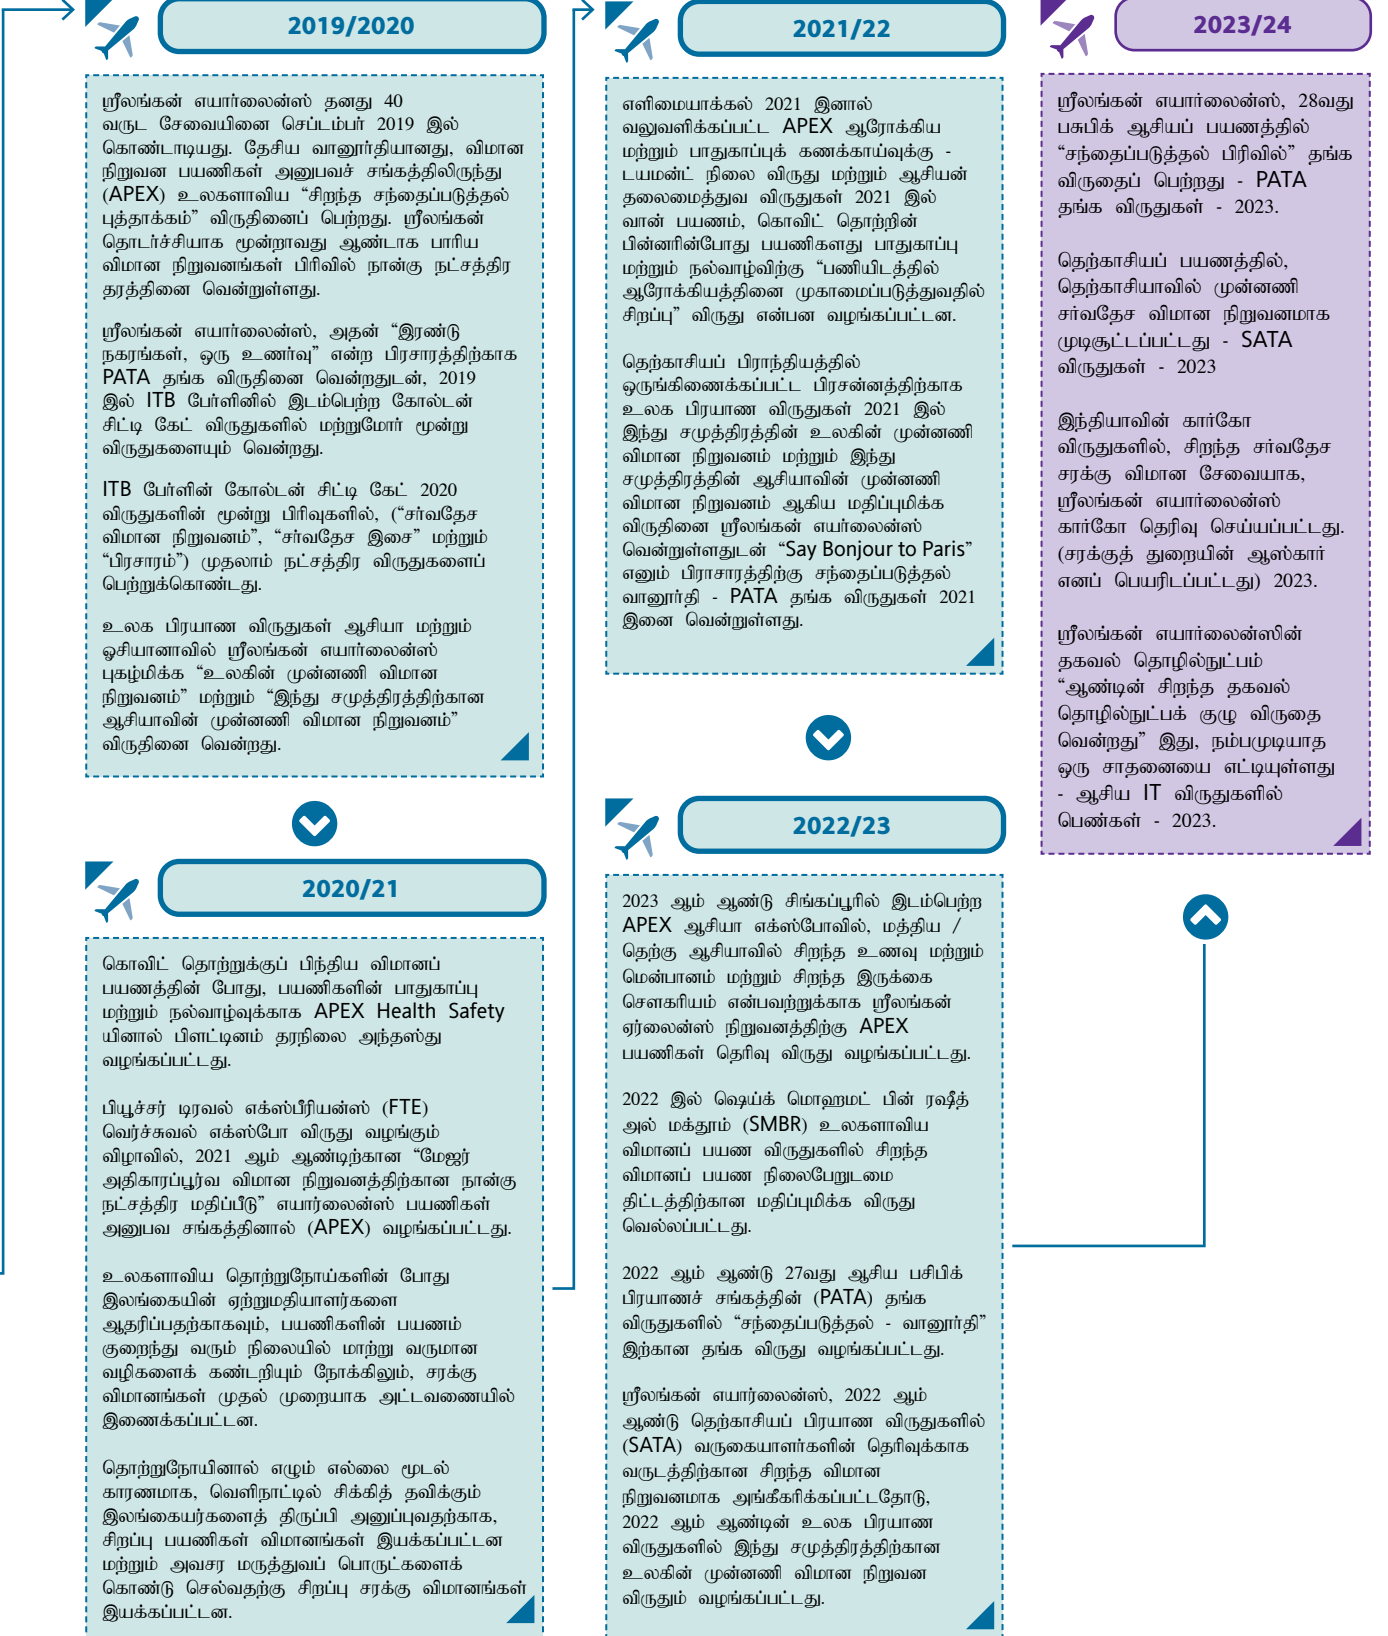 2019/2020
ஸ்ரீலங்கன் எயார்லைன்ஸ் தனது 40
வருட சேவையினை செப்டம்பர் 2019 இல்
கொண்டாடியது. தேசிய வானூர்தியானது, விமான
நிறுவன பயணிகள் அனுபவச் சங்கத்திலிருந்து
(APEX) உலகளாவிய “சிறந்த சந்தைப்படுத்தல்
புத்தாக்கம்” விருதினைப் பெற்றது. ஸ்ரீலங்கன்
தொடர்ச்சியாக மூன்றாவது ஆண்டாக பாரிய
விமான நிறுவனங்கள் பிரிவில் நான்கு நட்சத்திர
தரத்தினை வென்றுள்ளது.
ஸ்ரீலங்கன் எயார்லைன்ஸ், அதன் “இரண்டு
நகரங்கள், ஒரு உணர்வு” என்ற பிரசாரத்திற்காக
PATA தங்க விருதினை வென்றதுடன், 2019
இல் ITB பேர்ளினில் இடம்பெற்ற கோல்டன்
சிட்டி கேட் விருதுகளில் மற்றுமோர் மூன்று
விருதுகளையும் வென்றது.
ITB பேர்ளின் கோல்டன் சிட்டி கேட் 2020
விருதுகளின் மூன்று பிரிவுகளில், (“சர்வதேச
விமான நிறுவனம்”, “சர்வதேச இசை” மற்றும்
“பிரசாரம்”) முதலாம் நட்சத்திர விருதுகளைப்
பெற்றுக்கொண்டது.
உலக பிரயாண விருதுகள் ஆசியா மற்றும்
ஓசியானாவில் ஸ்ரீலங்கன் எயார்லைன்ஸ்
புகழ்மிக்க “உலகின் முன்னணி விமான
நிறுவனம்” மற்றும் “இந்து சமுத்திரத்திற்கான
ஆசியாவின் முன்னணி விமான நிறுவனம்”
விருதினை வென்றது.
2020/21
கொவிட் தொற்றுக்குப் பிந்திய விமானப்
பயணத்தின் போது, பயணிகளின் பாதுகாப்பு
மற்றும் நல்வாழ்வுக்காக APEX Health Safety
யினால் பிளட்டினம் தரநிலை அந்தஸ்து
வழங்கப்பட்டது.
பியூச்சர் டிரவல் எக்ஸ்பீரியன்ஸ் (FTE)
வெர்ச்சுவல் எக்ஸ்போ விருது வழங்கும்
விழாவில், 2021 ஆம் ஆண்டிற்கான “மேஜர்
அதிகாரப்பூர்வ விமான நிறுவனத்திற்கான நான்கு
நட்சத்திர மதிப்பீடு” எயார்லைன்ஸ் பயணிகள்
அனுபவ சங்கத்தினால் (APEX) வழங்கப்பட்டது.
உலகளாவிய தொற்றுநோய்களின் போது
இலங்கையின் ஏற்றுமதியாளர்களை
ஆதரிப்பதற்காகவும், பயணிகளின் பயணம்
குறைந்து வரும் நிலையில் மாற்று வருமான
வழிகளைக் கண்டறியும் நோக்கிலும், சரக்கு
விமானங்கள் முதல் முறையாக அட்டவணையில்
இணைக்கப்பட்டன.
தொற்றுநோயினால் எழும் எல்லை மூடல்
காரணமாக, வெளிநாட்டில் சிக்கித் தவிக்கும்
இலங்கையர்களைத் திருப்பி அனுப்புவதற்காக,
சிறப்பு பயணிகள் விமானங்கள் இயக்கப்பட்டன
மற்றும் அவசர மருத்துவப் பொருட்களைக்
கொண்டு செல்வதற்கு சிறப்பு சரக்கு விமானங்கள்
இயக்கப்பட்டன.
2021/22
எளிமையாக்கல் 2021 இனால்
வலுவளிக்கப்பட்ட APEX ஆரோக்கிய
மற்றும் பாதுகாப்புக் கணக்காய்வுக்கு -
டயமன்ட் நிலை விருது மற்றும் ஆசியன்
தலைமைத்துவ விருதுகள் 2021 இல்
வான் பயணம், கொவிட் தொற்றின்
பின்னரின்போது பயணிகளது பாதுகாப்பு
மற்றும் நல்வாழ்விற்கு “பணியிடத்தில்
ஆரோக்கியத்தினை முகாமைப்படுத்துவதில்
சிறப்பு” விருது என்பன வழங்கப்பட்டன.
தெற்காசியப் பிராந்தியத்தில்
ஒருங்கிணைக்கப்பட்ட பிரசன்னத்திற்காக
உலக பிரயாண விருதுகள் 2021 இல்
இந்து சமுத்திரத்தின் உலகின் முன்னணி
விமான நிறுவனம் மற்றும் இந்து
சமுத்திரத்தின் ஆசியாவின் முன்னணி
விமான நிறுவனம் ஆகிய மதிப்புமிக்க
விருதினை ஸ்ரீலங்கன் எயர்லைன்ஸ்
வென்றுள்ளதுடன் “Say Bonjour to Paris”
எனும் பிராசாரத்திற்கு சந்தைப்படுத்தல்
வானூர்தி - PATA தங்க விருதுகள் 2021
இனை வென்றுள்ளது.
2022/23
2023 ஆம் ஆண்டு சிங்கப்பூரில் இடம்பெற்ற
APEX ஆசியா எக்ஸ்போவில், மத்திய /
தெற்கு ஆசியாவில் சிறந்த உணவு மற்றும்
மென்பானம் மற்றும் சிறந்த இருக்கை
சௌகரியம் என்பவற்றுக்காக ஸ்ரீலங்கன்
ஏர்லைன்ஸ் நிறுவனத்திற்கு APEX
பயணிகள் தெரிவு விருது வழங்கப்பட்டது.
2022 இல் ஷெய்க் மொஹமட் பின் ரஷீத்
அல் மக்தூம் (SMBR) உலகளாவிய
விமானப் பயண விருதுகளில் சிறந்த
விமானப் பயண நிலைபேறுடமை
திட்டத்திற்கான மதிப்புமிக்க விருது
வெல்லப்பட்டது.
2022 ஆம் ஆண்டு 27வது ஆசிய பசிபிக்
பிரயாணச் சங்கத்தின் (PATA) தங்க
விருதுகளில் “சந்தைப்படுத்தல் - வானூர்தி”
இற்கான தங்க விருது வழங்கப்பட்டது.
ஸ்ரீலங்கன் எயார்லைன்ஸ், 2022 ஆம்
ஆண்டு தெற்காசியப் பிரயாண விருதுகளில்
(SATA) வருகையாளர்களின் தெரிவுக்காக
வருடத்திற்கான சிறந்த விமான
நிறுவனமாக அங்கீகரிக்கப்பட்டதோடு,
2022 ஆம் ஆண்டின் உலக பிரயாண
விருதுகளில் இந்து சமுத்திரத்திற்கான
உலகின் முன்னணி விமான நிறுவன
விருதும் வழங்கப்பட்டது.
2023/24
ஸ்ரீலங்கன் எயார்லைன்ஸ், 28வது
பசுபிக் ஆசியப் பயணத்தில்
“சந்தைப்படுத்தல் பிரிவில்” தங்க
விருதைப் பெற்றது - PATA
தங்க விருதுகள் - 2023.
தெற்காசியப் பயணத்தில்,
தெற்காசியாவில் முன்னணி
சர்வதேச விமான நிறுவனமாக
முடிசூட்டப்பட்டது - SATA
விருதுகள் - 2023
இந்தியாவின் கார்கோ
விருதுகளில், சிறந்த சர்வதேச
சரக்கு விமான சேவையாக,
ஸ்ரீலங்கன் எயார்லைன்ஸ்
கார்கோ தெரிவு செய்யப்பட்டது.
(சரக்குத் துறையின் ஆஸ்கார்
எனப் பெயரிடப்பட்டது) 2023.
ஸ்ரீலங்கன் எயார்லைன்ஸின்
தகவல் தொழில்நுட்பம்
“ஆண்டின் சிறந்த தகவல்
தொழில்நுட்பக் குழு விருதை
வென்றது” இது, நம்பமுடியாத
ஒரு சாதனையை எட்டியுள்ளது
- ஆசிய IT விருதுகளில்
பெண்கள் - 2023.